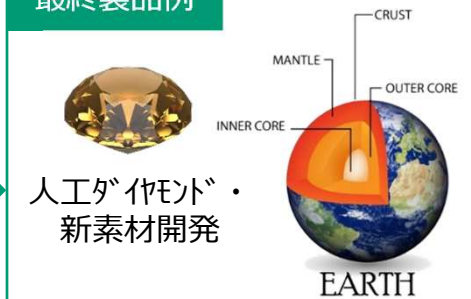 最終製品例
人工ダイヤモンド・
新素材開発
CRUST
MANTLE
OUTER CORE
INNER CORE
EARTH